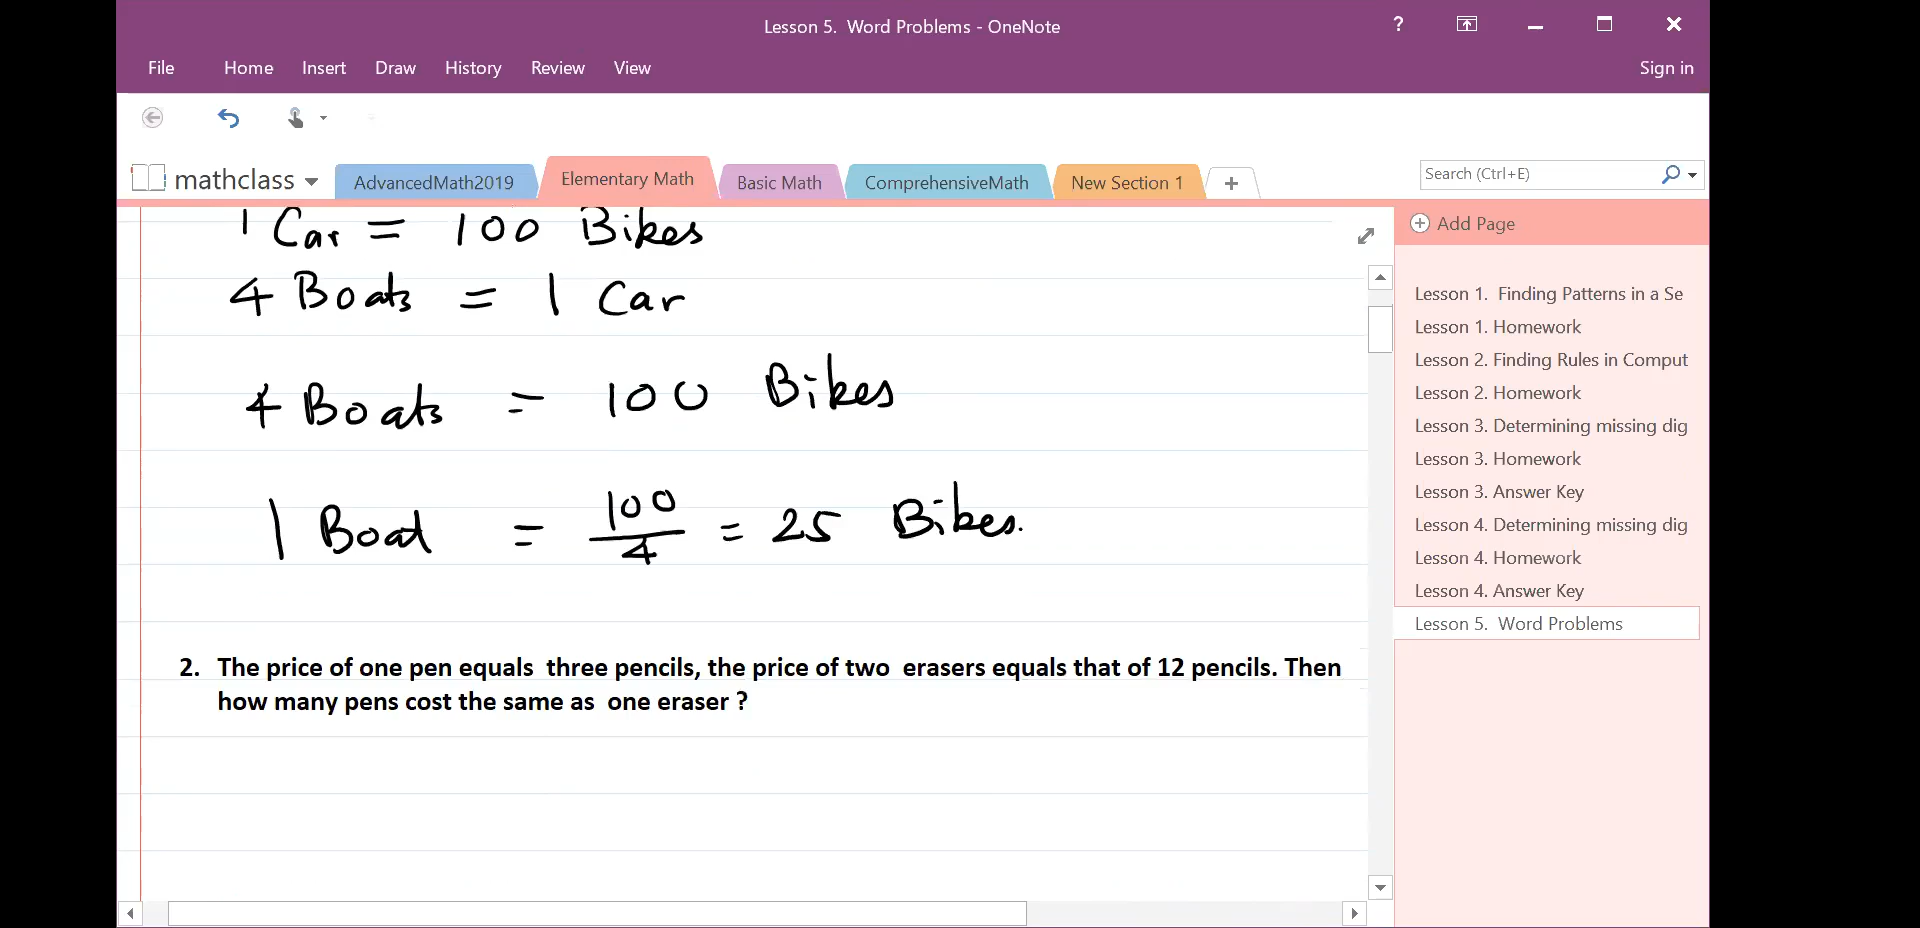 Lesson 5. Word Problems - OneNote
?
File Home Insert Draw History Review View
Sign in
mathclass
AdvancedMath2019
Elementary Math
Basic Math
ComprehensiveMath
New Section 1
+
Search (Ctrl+E)
1 Car = 100 Bikes
4 Boats = 1 Car
4 Boats = 100 Bikes
1 Boat = 100/4 = 25 Bikes.
2. The price of one pen equals three pencils, the price of two erasers equals that of 12 pencils. Then
how many pens cost the same as one eraser ?
Add Page
Lesson 1. Finding Patterns in a Se
Lesson 1. Homework
Lesson 2. Finding Rules in Comput
Lesson 2. Homework
Lesson 3. Determining missing dig
Lesson 3. Homework
Lesson 3. Answer Key
Lesson 4. Determining missing dig
Lesson 4. Homework
Lesson 4. Answer Key
Lesson 5. Word Problems